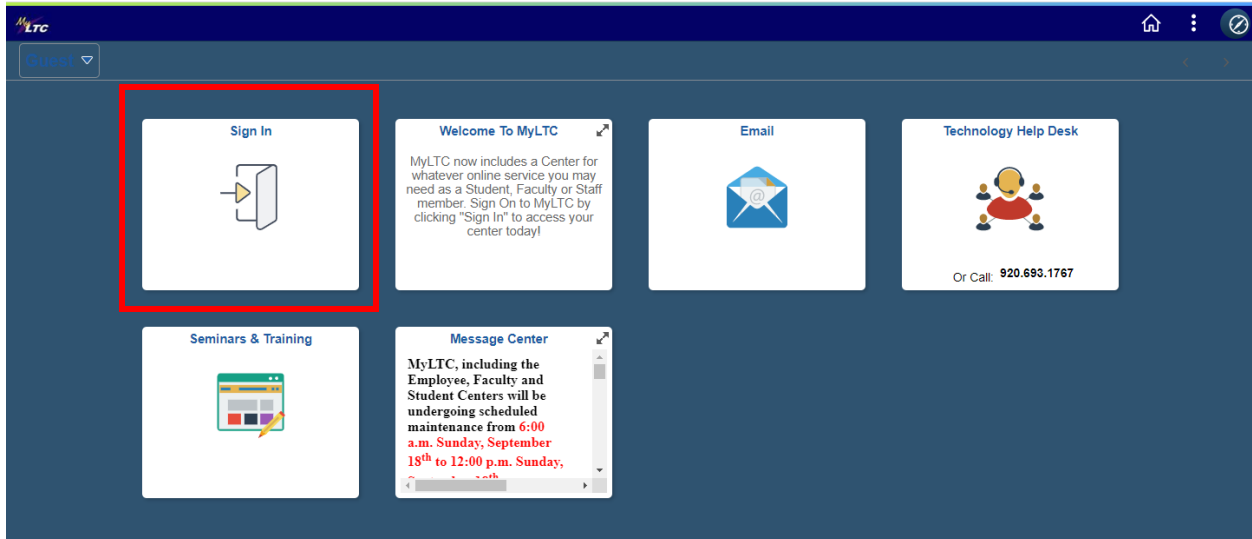 My
LTC
Sign In
Welcome To MyLTC
MyLTC now includes a Center for
whatever online service you may
need as a Student, Faculty or Staff
member. Sign On to MyLTC by
clicking "Sign In" to access your
center today!
Email
@
Technology Help Desk
Or Call: 920.693.1767
Seminars & Training
Message Center
MyLTC, including the
Employee, Faculty and
Student Centers will be
undergoing scheduled
maintenance from 6:00
a.m. Sunday, September
18th to 12:00 p.m. Sunday,